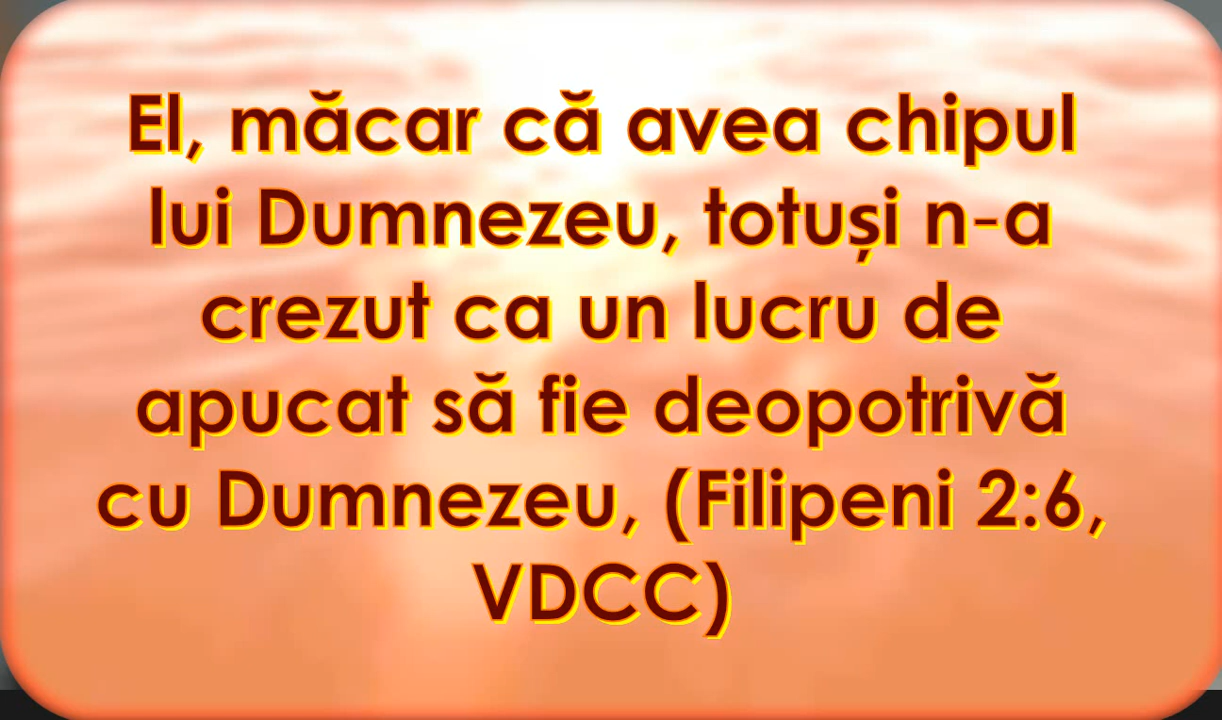 El, măcar că avea chipul
lui Dumnezeu, totuși n-a
crezut ca un lucru de
apucat să fie deopotrivă
cu Dumnezeu, (Filipeni 2:6,
VDCC)